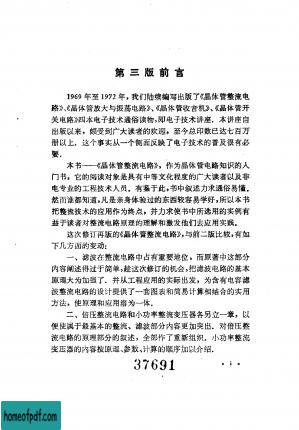 第三版前言
1969年至1972年，我们陆续编写出版了《晶体管整流电
路》、《晶体管放大与振荡电路》、《晶体管收音机》、《晶体管开
关电路》四本电子技术通俗读物，即电子技术讲座。本讲座自
出版以来，颇受到广大读者的欢迎，至今总印数已达七百万
册以上。这个事实从一个侧面反映了电子技术的普及很有必
要。
本书——《晶体管整流电路》，作为晶体管电路知识的入
门书，它的阅读对象是具有中等文化程度的广大读者以及非
电专业的工程技术人员。有鉴于此，书中叙述力求通俗易懂。
然而谁都知道，凡是亲身体验过的东西较容易学好，所以本书
把整流技术的应用作为终点，并力求使书中所选用的实例有
益于读者对整流电路原理的理解和激发他们去应用实践。
这次修订再版的《晶体管整流电路》，与前二版比较，有如
下几方面的变动：
一、滤波在整流电路中占有重要地位，而原著中这部分
内容阐述得过于简单，趁这次修订的机会，把滤波电路的基本
原理大为加强了。并从工程应用的实际出发，为含有电容滤
波整流电路的设计提供了一套图表和简易计算相结合的实用
方法，使原理和应用溶为一体。
二、倍压整流电路和小功率整流变压器各另立一章，以
便使属于最基本的整流、滤波部分内容更加突出。对倍压整
流电路的原理部分的叙述，全部作了重新组织。小功率整流
变压器的内容按原理、参数、计算的顺序加以介绍。
37691
homeofpdf.com